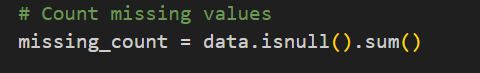 # Count missing values
missing_count = data.isnull().sum()